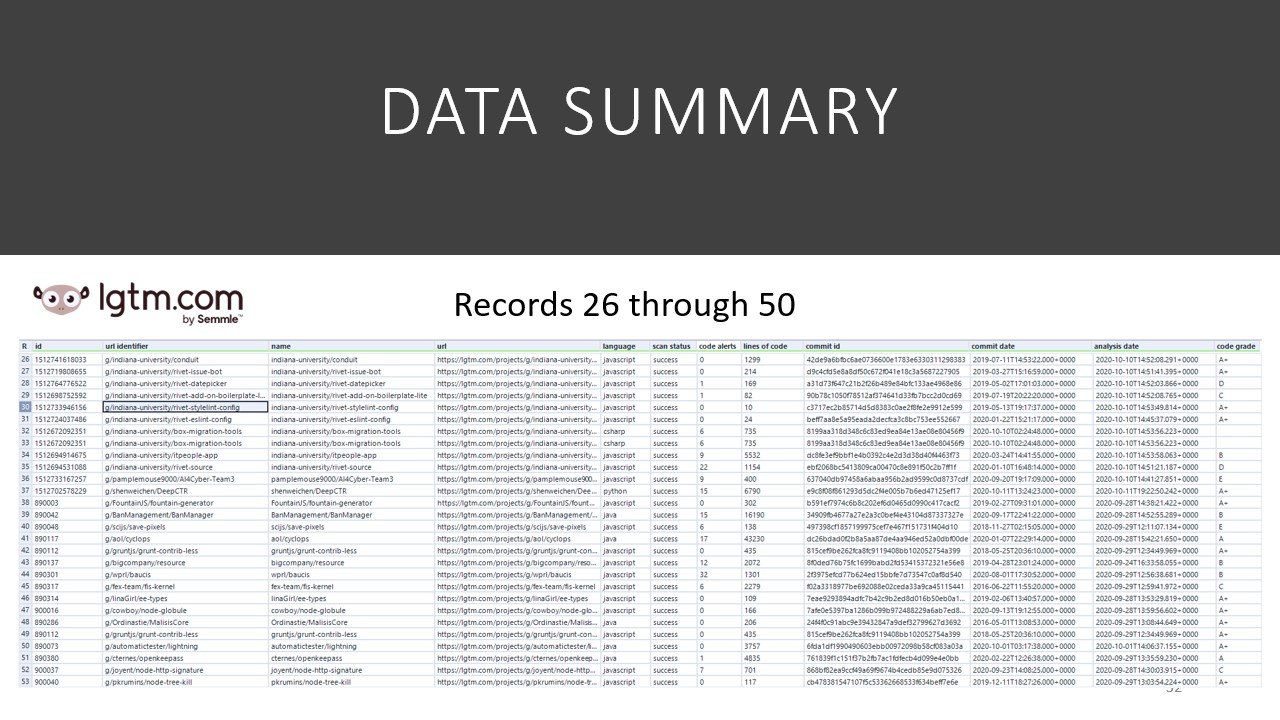 DATA SUMMARY
lgtm.com
by Semmle™
Records 26 through 50
R id url identifier name url language scan status code alerts lines of code commit id commit date analysis date code grade
26 1512741618033 g/indiana-university/conduit indiana-university/conduit https://lgtm.com/projects/g/indiana-university... javascript success 0 1299 42de9a6bfbc6ae0736600e1783e6330311298383 2019-07-11T14:53:22.000+0000 2020-10-10T14:52:08.291+0000 A+
27 1512719808655 g/indiana-university/rivet-issue-bot indiana-university/rivet-issue-bot https://lgtm.com/projects/g/indiana-university... javascript success 0 214 d9c4cfd5e8a8df50c672f041e18c3a5687227905 2019-03-27T15:16:59.000+0000 2020-10-10T14:51:41.395+0000 A+
28 1512764776522 g/indiana-university/rivet-datepicker indiana-university/rivet-datepicker https://lgtm.com/projects/g/indiana-university... javascript success 1 169 a31d73f647c21b2f26b489e84bfc133ae4968e86 2019-05-02T17:01:03.000+0000 2020-10-10T14:52:03.866+0000 D
29 1512698752592 g/indiana-university/rivet-add-on-boilerplate-l... indiana-university/rivet-add-on-boilerplate-lite https://lgtm.com/projects/g/indiana-university... javascript success 1 82 90b78c1050f78512af374641d33fb7bcc2d0cd69 2019-07-19T20:22:20.000+0000 2020-10-10T14:52:08.765+0000 C
30 1512733946156 g/indiana-university/rivet-stylelint-config indiana-university/rivet-stylelint-config https://lgtm.com/projects/g/indiana-university... javascript success 0 10 c3717ec2b85714d5d8383c0ae2f8fe2e9912e599 2019-05-13T19:17:37.000+0000 2020-10-10T14:53:49.814+0000 A+
31 1512724037486 g/indiana-university/rivet-eslint-config indiana-university/rivet-eslint-config https://lgtm.com/projects/g/indiana-university... javascript success 0 24 beff7aa8e5a95eada2decfca3c8bc753ee552667 2020-01-22T15:21:17.000+0000 2020-10-10T14:45:37.079+0000 A+
32 1512672092351 g/indiana-university/box-migration-tools indiana-university/box-migration-tools https://lgtm.com/projects/g/indiana-university... csharp success 6 735 8199aa318d348c6c83ed9ea84e13ae08e80456f9 2020-10-10T02:24:48.000+0000 2020-10-10T14:53:56.223+0000
33 1512672092351 g/indiana-university/box-migration-tools indiana-university/box-migration-tools https://lgtm.com/projects/g/indiana-university... csharp success 6 735 8199aa318d348c6c83ed9ea84e13ae08e80456f9 2020-10-10T02:24:48.000+0000 2020-10-10T14:53:56.223+0000
34 1512694914675 g/indiana-university/itpeople-app indiana-university/itpeople-app https://lgtm.com/projects/g/indiana-university... javascript success 9 5532 dc8fe3ef9bbf1e4b0392c4e2d3d38d40f4463f73 2020-03-24T14:41:55.000+0000 2020-10-10T14:53:58.063+0000 B
35 1512694531088 g/indiana-university/rivet-source indiana-university/rivet-source https://lgtm.com/projects/g/indiana-university... javascript success 22 1154 ebf2068bc5413809ca00470c8e891f50c2b7ff1f 2020-01-10T16:48:14.000+0000 2020-10-10T14:51:21.187+0000 D
36 1512733167257 g/pamplemouse9000/AI4Cyber-Team3 pamplemouse9000/AI4Cyber-Team3 https://lgtm.com/projects/g/pamplemouse900... javascript success 9 400 637040db97458a6abaa956b2ad9599c0d8737cdf 2020-09-20T19:17:09.000+0000 2020-10-10T14:41:27.851+0000 E
37 1512702578229 g/shenweichen/DeepCTR shenweichen/DeepCTR https://lgtm.com/projects/g/shenweichen/Dee... python success 15 6790 e9c8f08f861293d5dc2f4e005b7b6ed47125ef17 2020-10-11T13:24:23.000+0000 2020-10-11T19:22:50.242+0000 A+
38 890003 g/FountainJS/fountain-generator FountainJS/fountain-generator https://lgtm.com/projects/g/FountainJS/fount... javascript success 0 302 b591ef7974c6b8c202ef6d0465d0990c417cacf2 2019-02-27T09:31:01.000+0000 2020-09-28T14:38:21.422+0000 A+
39 890042 g/BanManagement/BanManager BanManagement/BanManager https://lgtm.com/projects/g/BanManagement/... java success 15 16190 34909fb4677a27e2a3c0bef4e43104d87337327e 2020-09-17T22:41:22.000+0000 2020-09-28T14:52:55.289+0000 B
40 890048 g/scijs/save-pixels scijs/save-pixels https://lgtm.com/projects/g/scijs/save-pixels javascript success 6 138 497398cf1857199975cef7e467f151731f404d10 2018-11-27T02:15:05.000+0000 2020-09-29T12:11:07.134+0000 E
41 890117 g/aol/cyclops aol/cyclops https://lgtm.com/projects/g/aol/cyclops java success 17 43230 dc26bdad0f2b8a5aa87de4aa946ed52a0dbf00de 2020-01-07T22:29:14.000+0000 2020-09-28T15:42:21.650+0000 A
42 890112 g/gruntjs/grunt-contrib-less gruntjs/grunt-contrib-less https://lgtm.com/projects/g/gruntjs/grunt-con... javascript success 0 435 815cef9be262fca8fc9119408bb102052754a399 2018-05-25T20:36:10.000+0000 2020-09-29T12:34:49.969+0000 A+
43 890137 g/bigcompany/resource bigcompany/resource https://lgtm.com/projects/g/bigcompany/reso... javascript success 12 2072 8f0ded76b75fc1699babd2fd53415372321e56e8 2019-04-28T23:01:24.000+0000 2020-09-24T16:33:58.055+0000 B
44 890301 g/wprl/baucis wprl/baucis https://lgtm.com/projects/g/wprl/baucis javascript success 32 1301 2f3975efcd77b624ed15bbfe7d73547c0af8d540 2020-08-01T17:30:52.000+0000 2020-09-29T12:56:38.681+0000 B
45 890317 g/fex-team/fis-kernel fex-team/fis-kernel https://lgtm.com/projects/g/fex-team/fis-kernel javascript success 6 2279 f02a3318977be692088e02ceda33a9ca45115441 2016-06-22T11:55:20.000+0000 2020-09-29T12:59:41.972+0000 C
46 890314 g/linaGirl/ee-types linaGirl/ee-types https://lgtm.com/projects/g/linaGirl/ee-types javascript success 0 109 7eae9293894adfc7b42c9b2ed8d016b50eb0a1... 2019-02-06T13:40:57.000+0000 2020-09-28T13:53:29.819+0000 A+
47 900016 g/cowboy/node-globule cowboy/node-globule https://lgtm.com/projects/g/cowboy/node-glo... javascript success 0 166 7afe0e5397ba1286b099b972488229a6ab7ed8... 2020-09-13T19:12:55.000+0000 2020-09-28T13:59:56.602+0000 A+
48 890286 g/Ordinastie/MalisisCore Ordinastie/MalisisCore https://lgtm.com/projects/g/Ordinastie/Malisis... java success 0 206 24f4f0c91abc9e39432847a9def32799627d3692 2016-05-01T13:08:53.000+0000 2020-09-29T13:08:44.649+0000 A+
49 890112 g/gruntjs/grunt-contrib-less gruntjs/grunt-contrib-less https://lgtm.com/projects/g/gruntjs/grunt-con... javascript success 0 435 815cef9be262fca8fc9119408bb102052754a399 2018-05-25T20:36:10.000+0000 2020-09-29T12:34:49.969+0000 A+
50 890073 g/automatictester/lightning automatictester/lightning https://lgtm.com/projects/g/automatictester/li... java success 0 3757 6fda1df1990490603ebb00972098b58cf083a03a 2020-10-01T03:17:38.000+0000 2020-10-01T14:06:37.155+0000 A+
51 890380 g/cternes/openkeepass cternes/openkeepass https://lgtm.com/projects/g/cternes/openkeep... java success 1 4835 761839f1c151f37b2fb7ac1fdfecb4d099e4e0bb 2020-02-22T12:26:38.000+0000 2020-09-29T13:35:59.230+0000 A
52 900037 g/joyent/node-http-signature joyent/node-http-signature https://lgtm.com/projects/g/joyent/node-http... javascript success 7 701 868bf82ea9ccf49a69f9674b4cedb85e9d075326 2020-09-23T14:08:25.000+0000 2020-09-28T14:30:03.915+0000 C
53 900040 g/pkrumins/node-tree-kill pkrumins/node-tree-kill https://lgtm.com/projects/g/pkrumins/node-tr... javascript success 0 117 cb478381547107f5c53362668533f634beff7e6e 2019-12-11T18:27:26.000+0000 2020-09-29T13:03:54.224+0000 A+